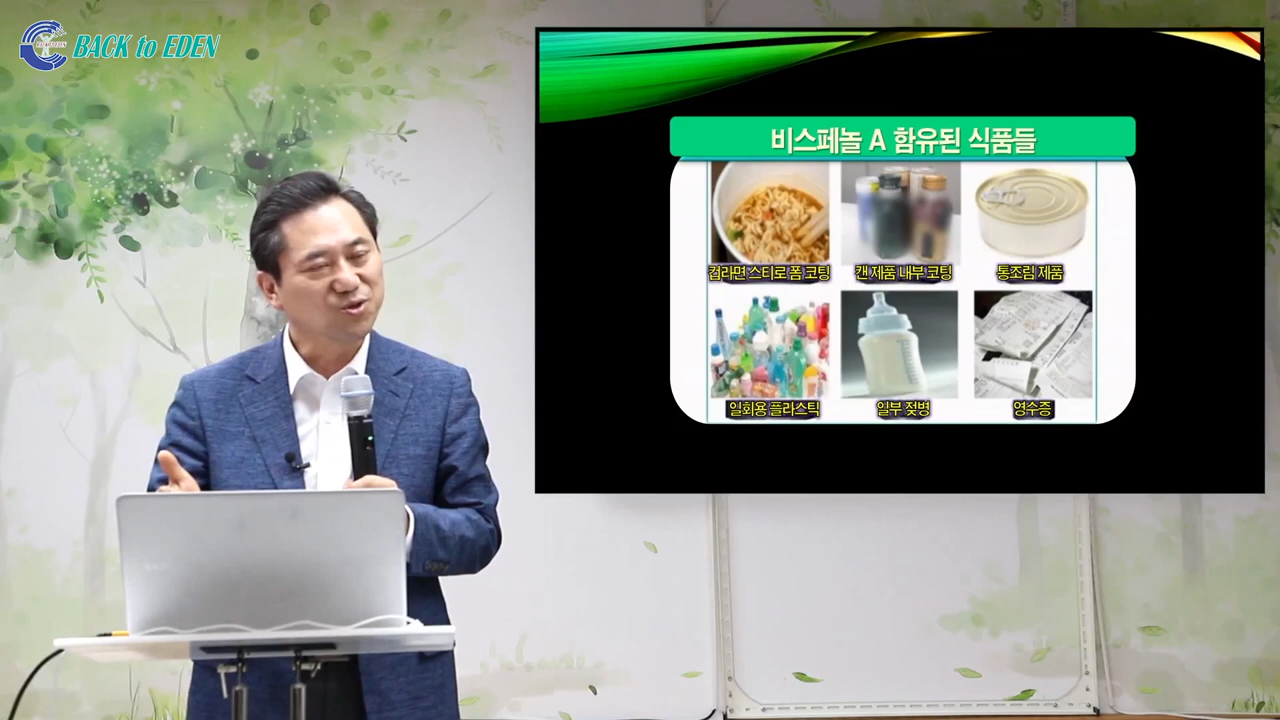 BACK to EDEN
비스페놀 A 함유된 식품들
컵라면 스티로 폼 코팅
캔 제품 내부 코팅
통조림 제품
일회용 플라스틱
일부 젖병
영수증